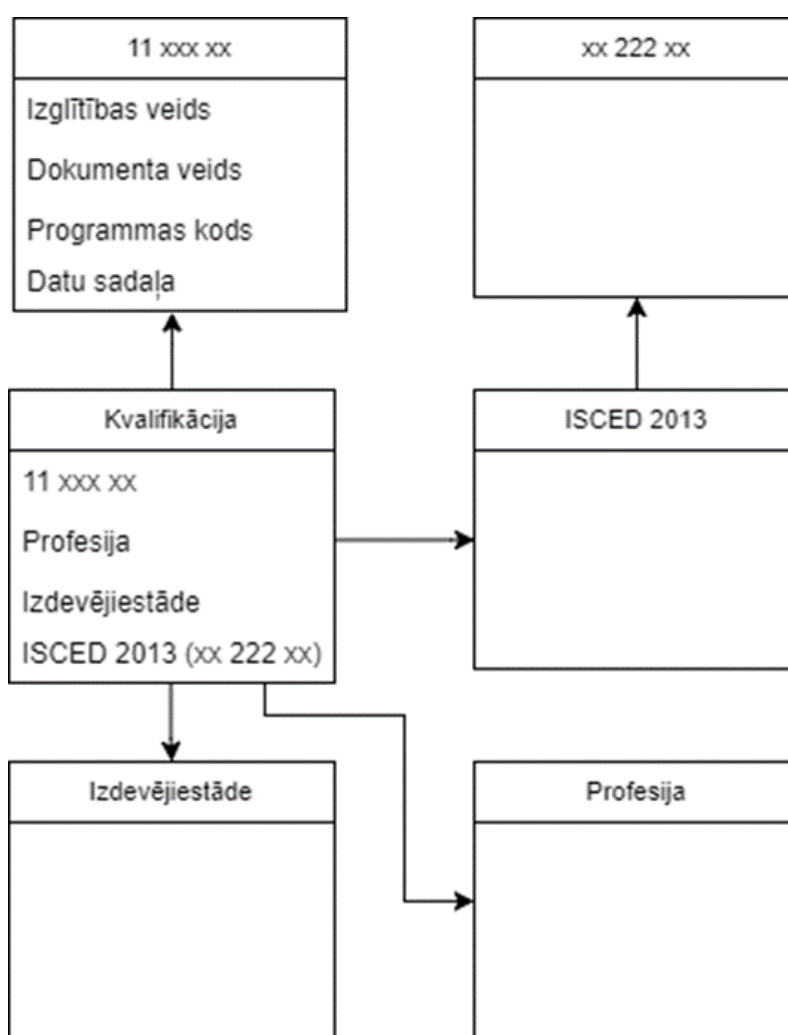 11 xxx xx
Izglītības veids
Dokumenta veids
Programmas kods
Datu sadaļa
xx 222 xx
Kvalifikācija
11 xxx xx
Profesija
Izdevējiestāde
ISCED 2013 (xx 222 xx)
ISCED 2013
Izdevējiestāde
Profesija